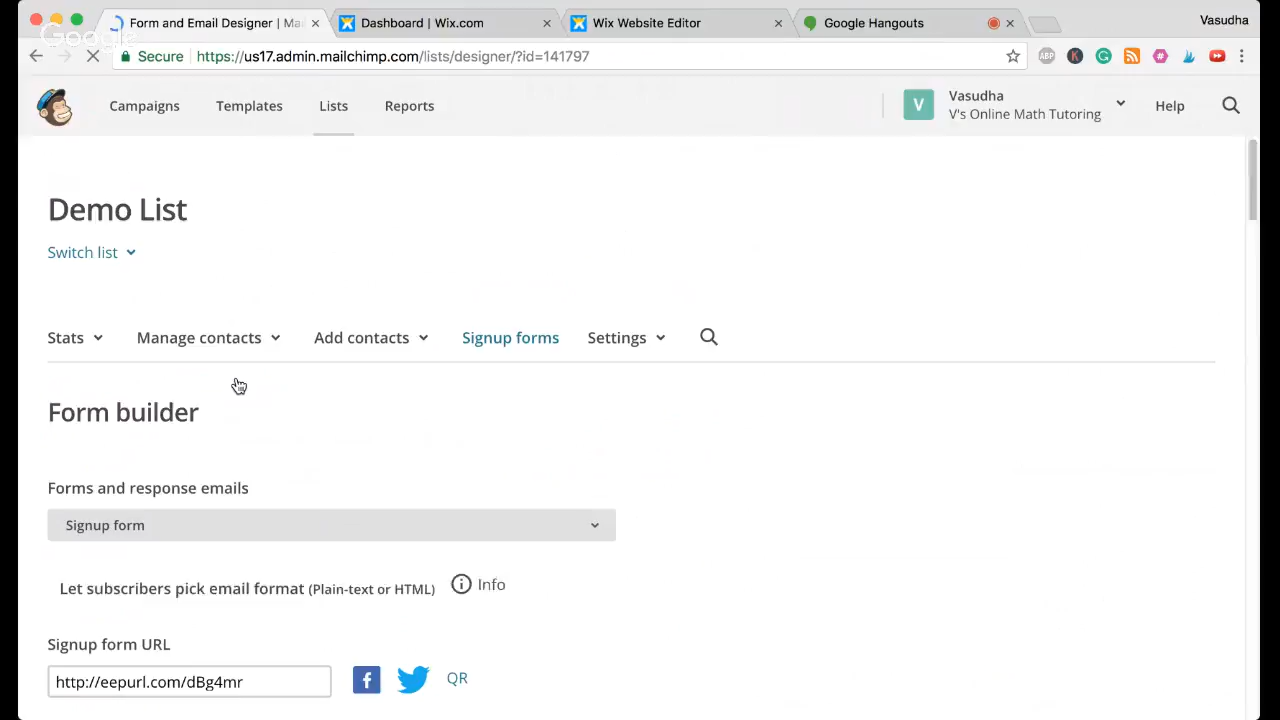 Form and Email Designer | Ma
Dashboard | Wix.com
Wix Website Editor
Google Hangouts
Vasudha
Google
Secure
https://us17.admin.mailchimp.com/lists/designer/?id=141797
ABP
K
Campaigns
Templates
Lists
Reports
V
Vasudha
V's Online Math Tutoring
Help
Demo List
Switch list
Stats
Manage contacts
Add contacts
Signup forms
Settings
Form builder
Forms and response emails
Signup form
Let subscribers pick email format (Plain-text or HTML)
Info
Signup form URL
http://eepurl.com/dBg4mr
QR